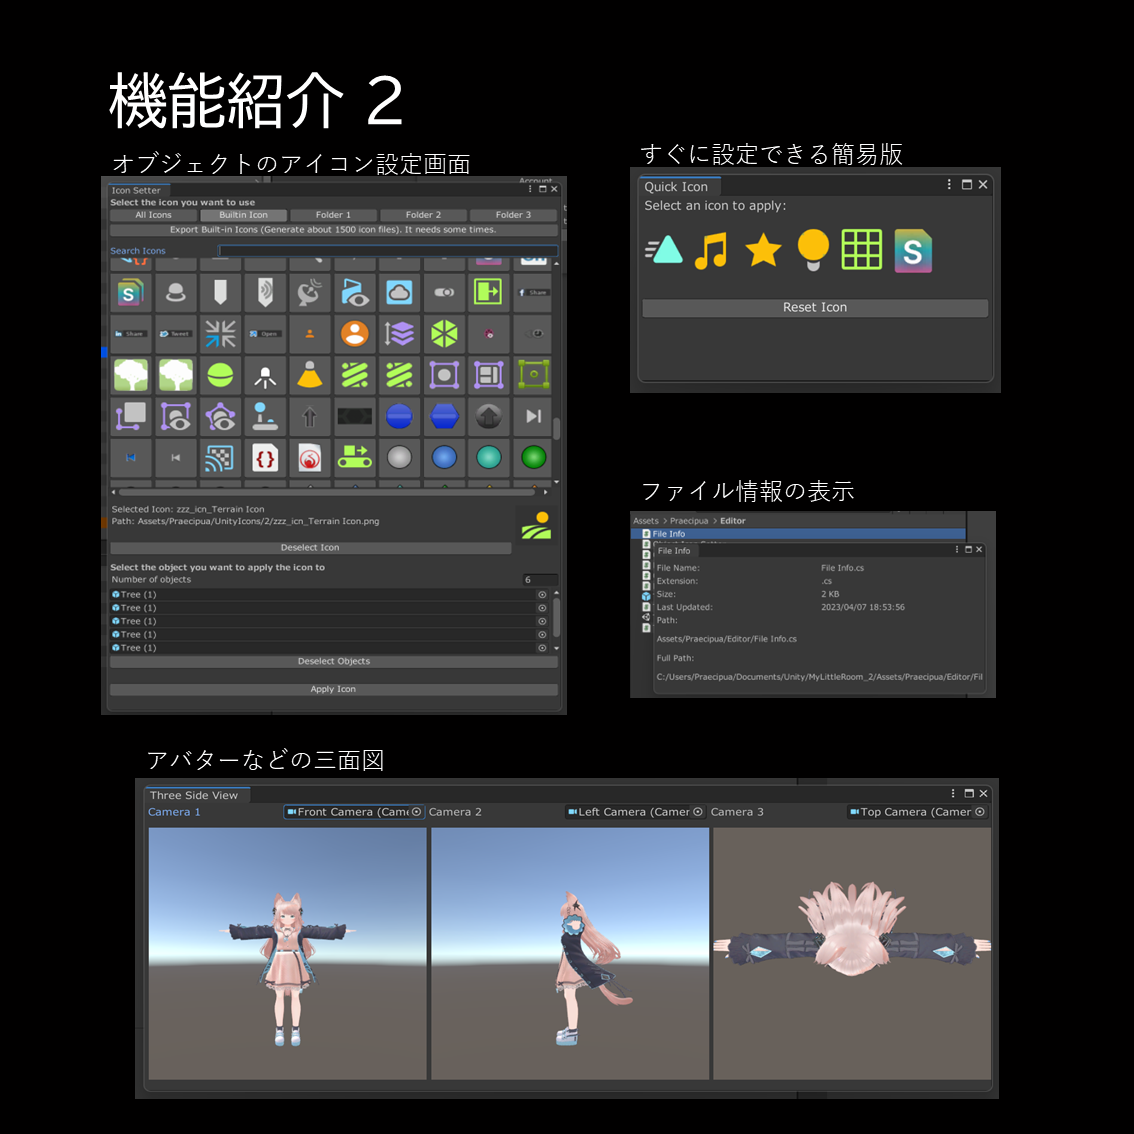 機能紹介 2
オブジェクトのアイコン設定画面
Icon Setter
Select the icon you want to use
All Icons
Builtin Icon
Folder 1
Folder 2
Folder 3
Export Built-in Icons (Generate about 1500 icon files). It needs some times.
Search Icons
Share
Share
Tweet
Open
Selected Icon: zzz_icn_Terrain Icon
Path: Assets/Praecipua/UnityIcons/2/zzz_icn_Terrain Icon.png
Deselect Icon
Select the object you want to apply the icon to
Number of objects
6
Tree (1)
Tree (1)
Tree (1)
Tree (1)
Tree (1)
Deselect Objects
Apply Icon
すぐに設定できる簡易版
Quick Icon
Select an icon to apply:
S
Reset Icon
ファイル情報の表示
Assets > Praecipua > Editor
File Info
File Info
File Name: File Info.cs
Extension: .cs
Size: 2 KB
Last Updated: 2023/04/07 18:53:56
Path:
Assets/Praecipua/Editor/File Info.cs
Full Path:
C:/Users/Praecipua/Documents/Unity/MyLittleRoom_2/Assets/Praecipua/Editor/Fil
アバターなどの三面図
Three Side View
Camera 1 Front Camera (Came
Camera 2 Left Camera (Camer
Camera 3 Top Camera (Camer